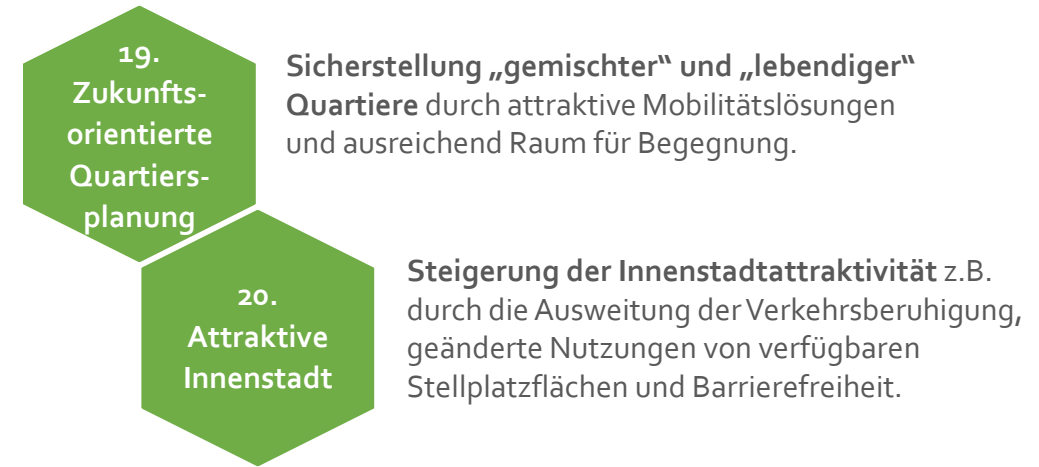 19.
Zukunfts-
orientierte
Quartiers-
planung
Sicherstellung „gemischter“ und „lebendiger“
Quartiere durch attraktive Mobilitätslösungen
und ausreichend Raum für Begegnung.
20.
Attraktive
Innenstadt
Steigerung der Innenstadtattraktivität z.B.
durch die Ausweitung der Verkehrsberuhigung,
geänderte Nutzungen von verfügbaren
Stellplatzflächen und Barrierefreiheit.